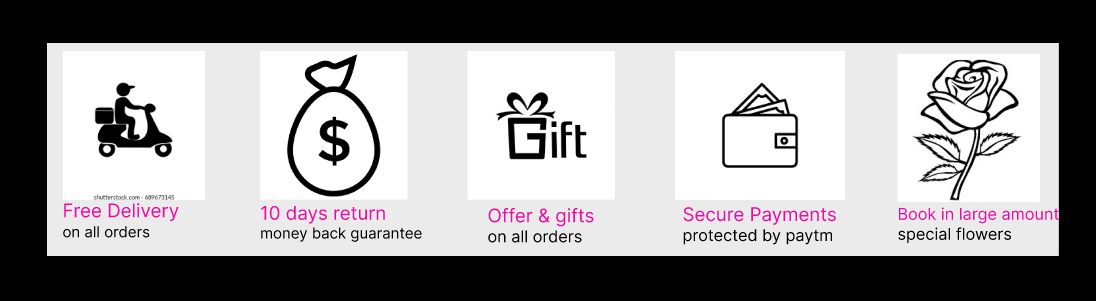 $
Gift
shutterstock.com · 689673145
Free Delivery
on all orders
10 days return
money back guarantee
Offer & gifts
on all orders
Secure Payments
protected by paytm
Book in large amount
special flowers